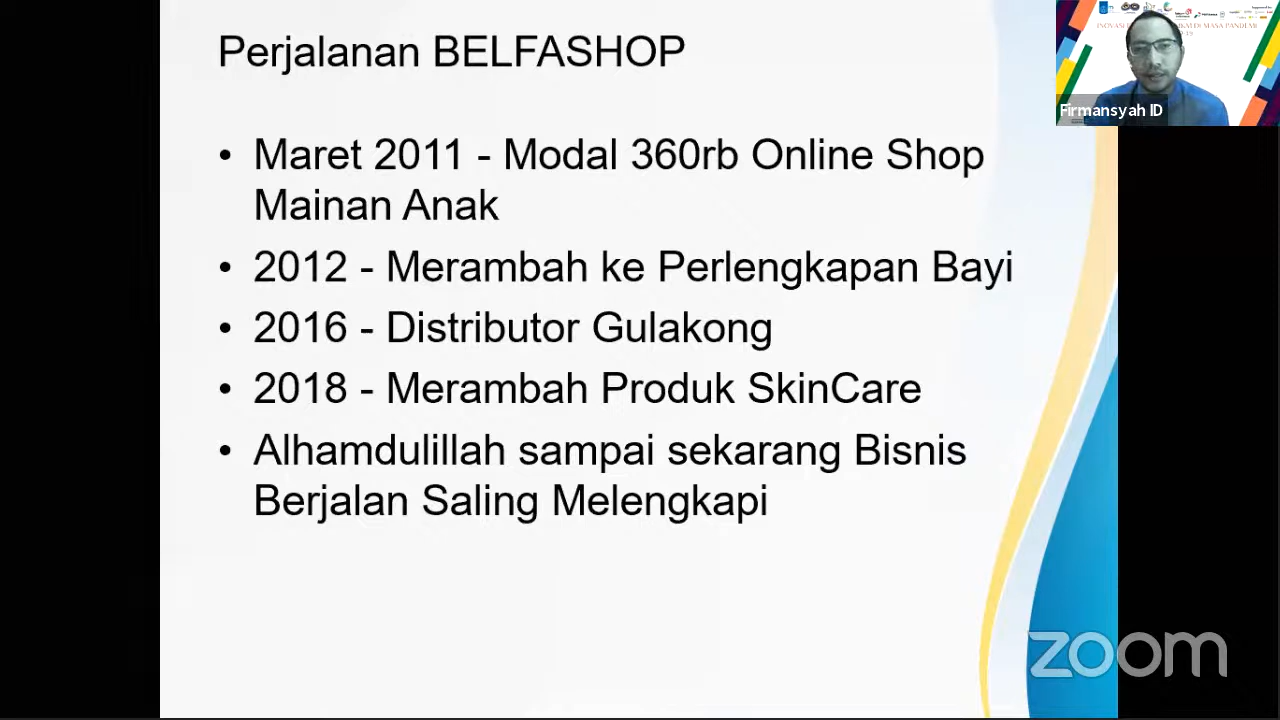 Perjalanan BELFASHOP
• Maret 2011 - Modal 360rb Online Shop
Mainan Anak
• 2012 - Merambah ke Perlengkapan Bayi
• 2016 - Distributor Gulakong
• 2018 - Merambah Produk SkinCare
• Alhamdulillah sampai sekarang Bisnis
Berjalan Saling Melengkapi
Firmansyah ID
zoom